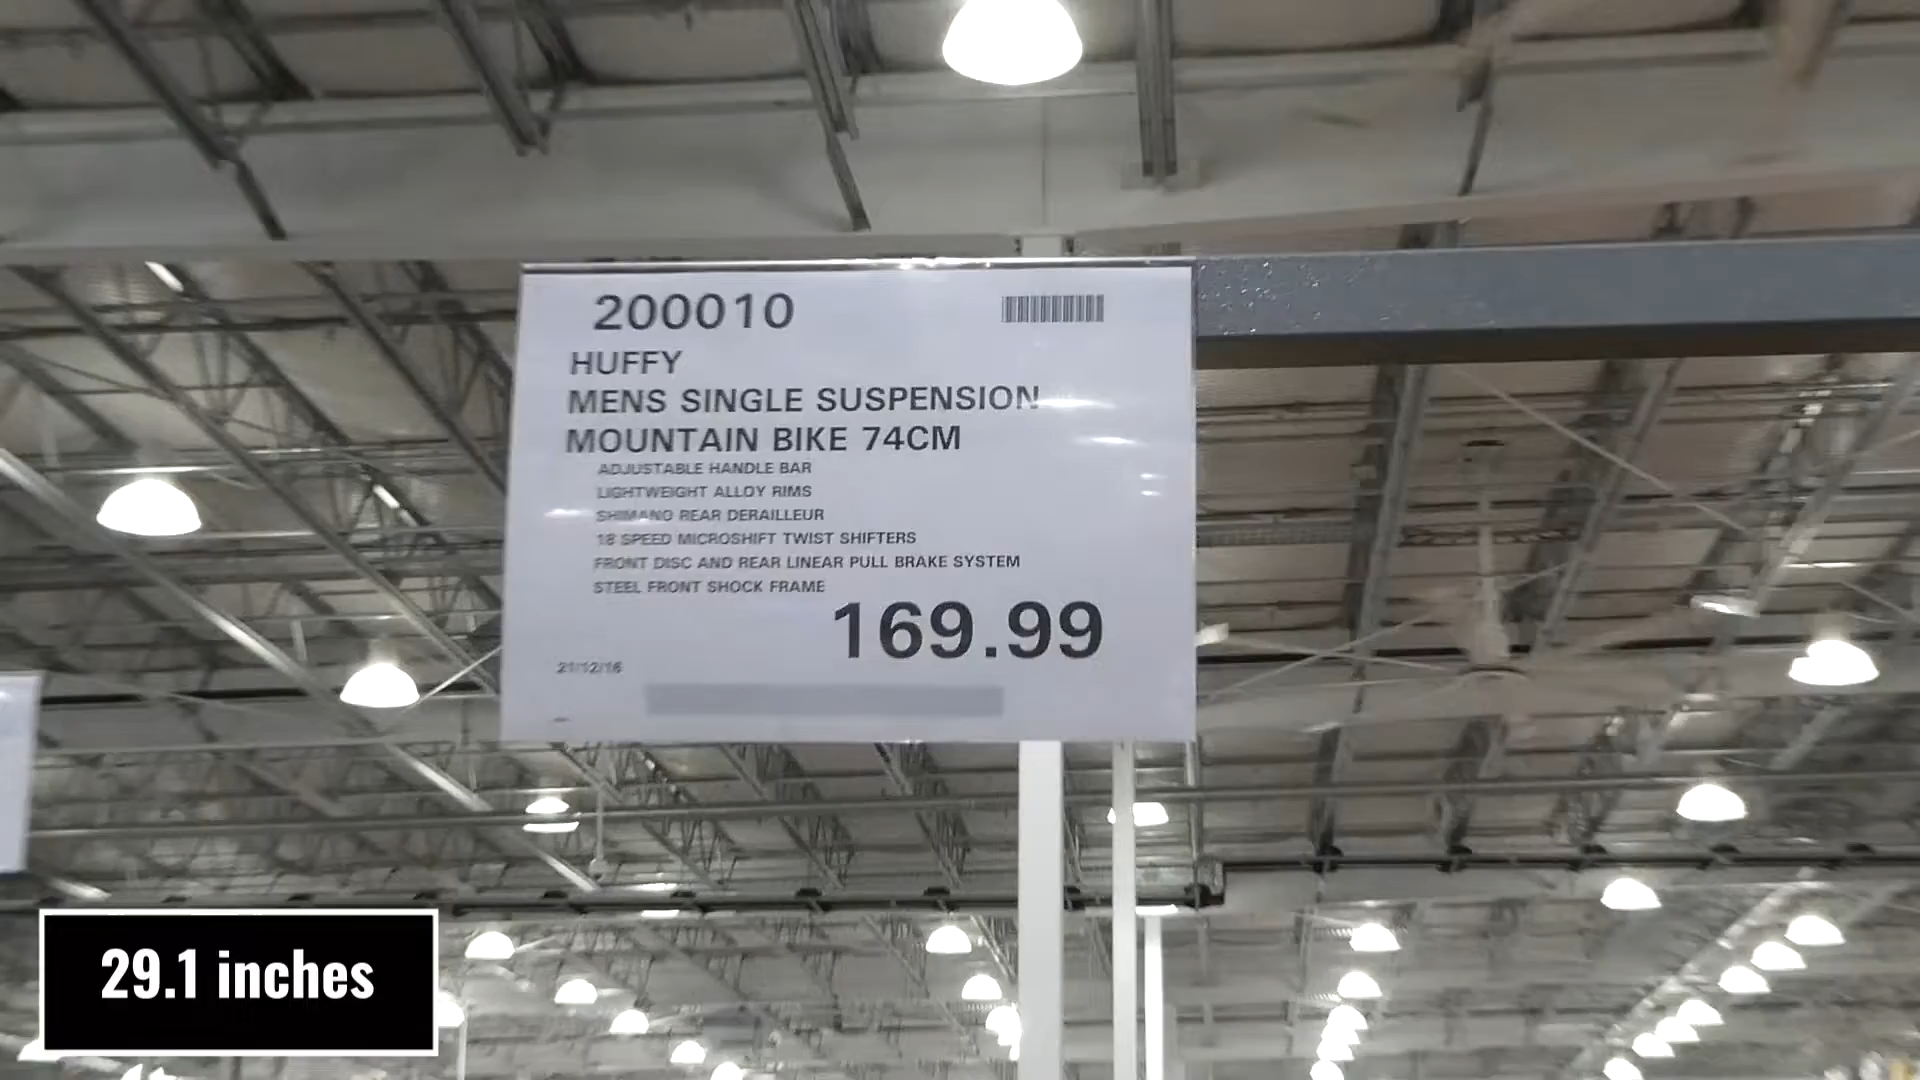 200010
HUFFY
MENS SINGLE SUSPENSION
MOUNTAIN BIKE 74CM
ADJUSTABLE HANDLE BAR
LIGHTWEIGHT ALLOY RIMS
SHIMANO REAR DERAILLEUR
18 SPEED MICROSHIFT TWIST SHIFTERS
FRONT DISC AND REAR LINEAR PULL BRAKE SYSTEM
STEEL FRONT SHOCK FRAME
169.99
21/12/16
29.1 inches